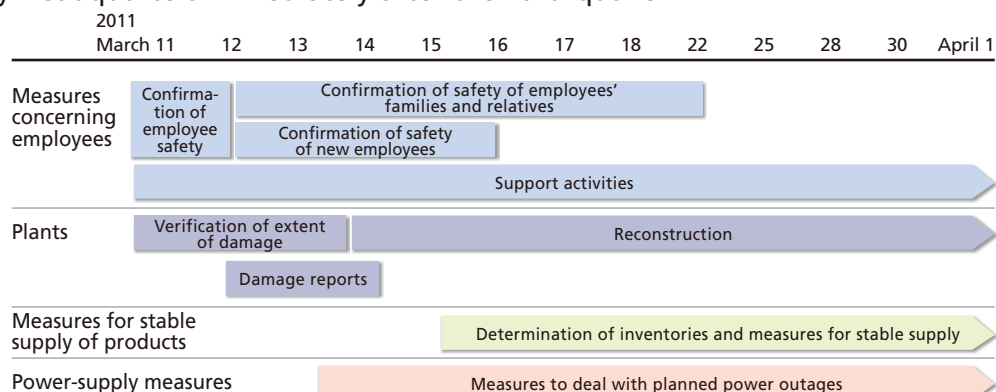 2011
March 11 12 13 14 15 16 17 18 22 25 28 30 April 1
Measures
concerning
employees
Confirma-
tion of
employee
safety
Confirmation of safety of employees'
families and relatives
Confirmation of safety
of new employees
Support activities
Plants
Verification of extent
of damage
Reconstruction
Damage reports
Measures for stable
supply of products
Determination of inventories and measures for stable supply
Power-supply measures
Measures to deal with planned power outages